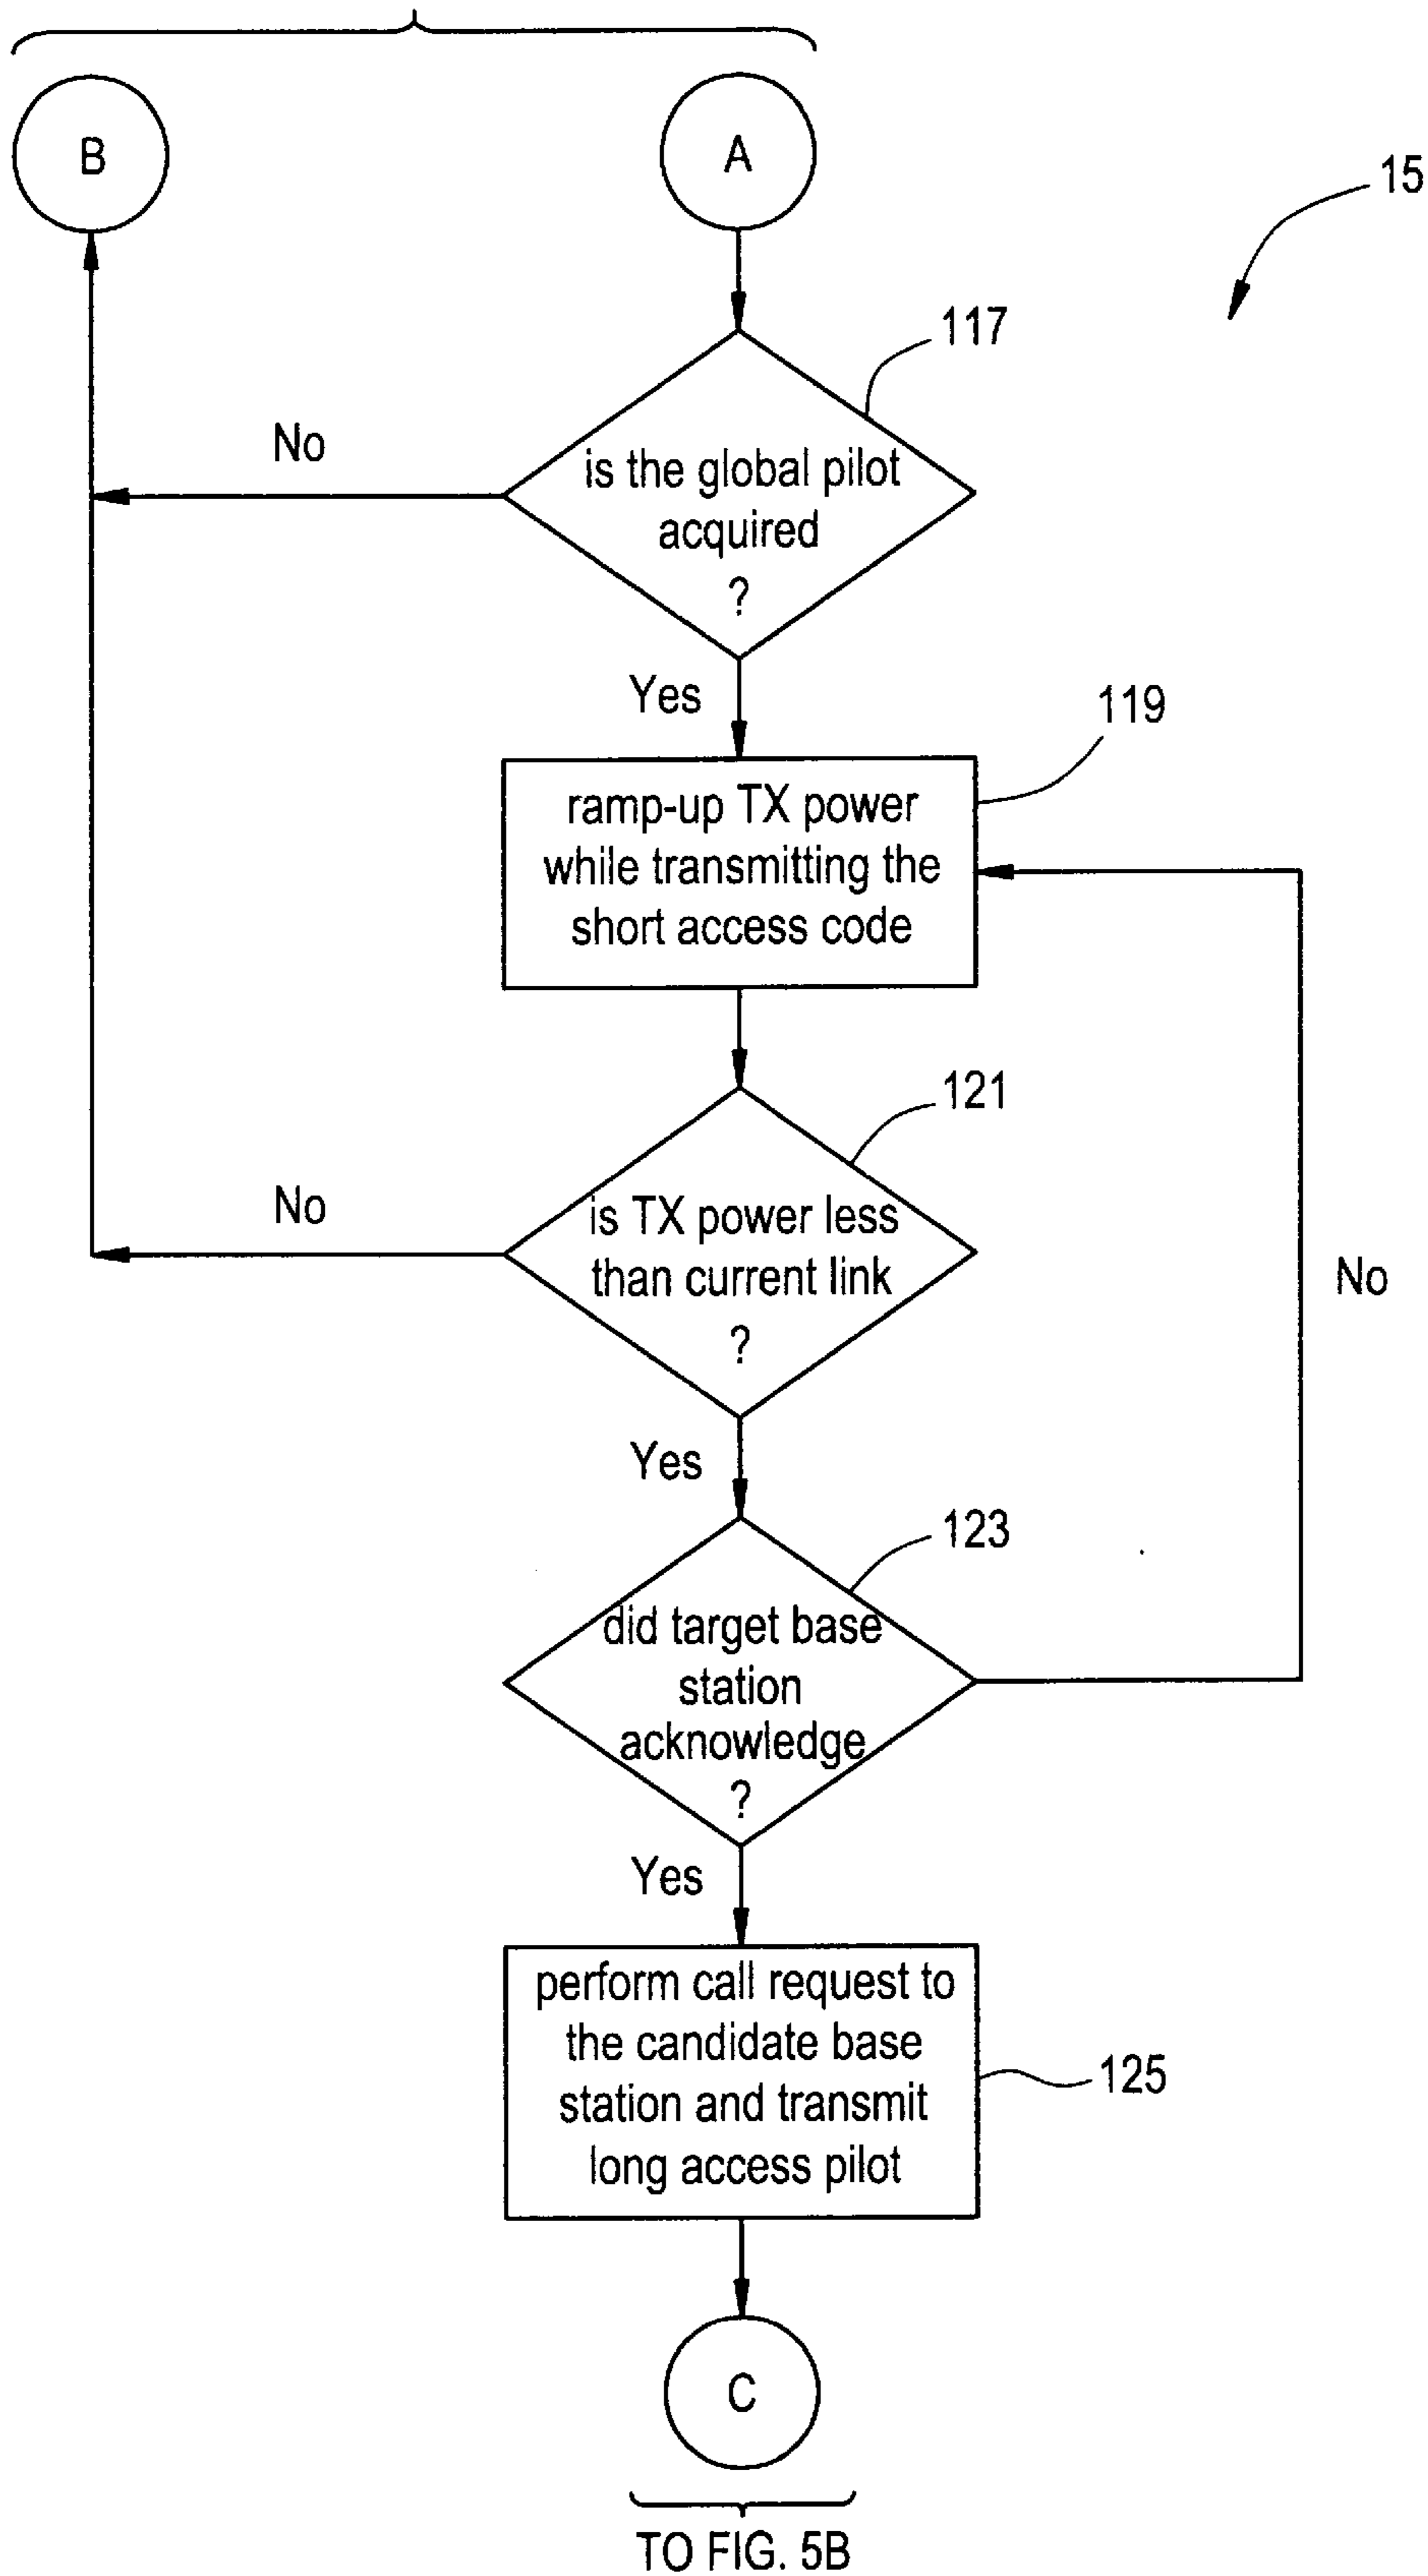 B
A
15
117
No
is the global pilot
acquired
?
Yes
119
ramp-up TX power
while transmitting the
short access code
121
No
is TX power less
than current link
?
No
Yes
123
did target base
station
acknowledge
?
Yes
perform call request to
the candidate base
station and transmit
long access pilot
125
C
TO FIG. 5B